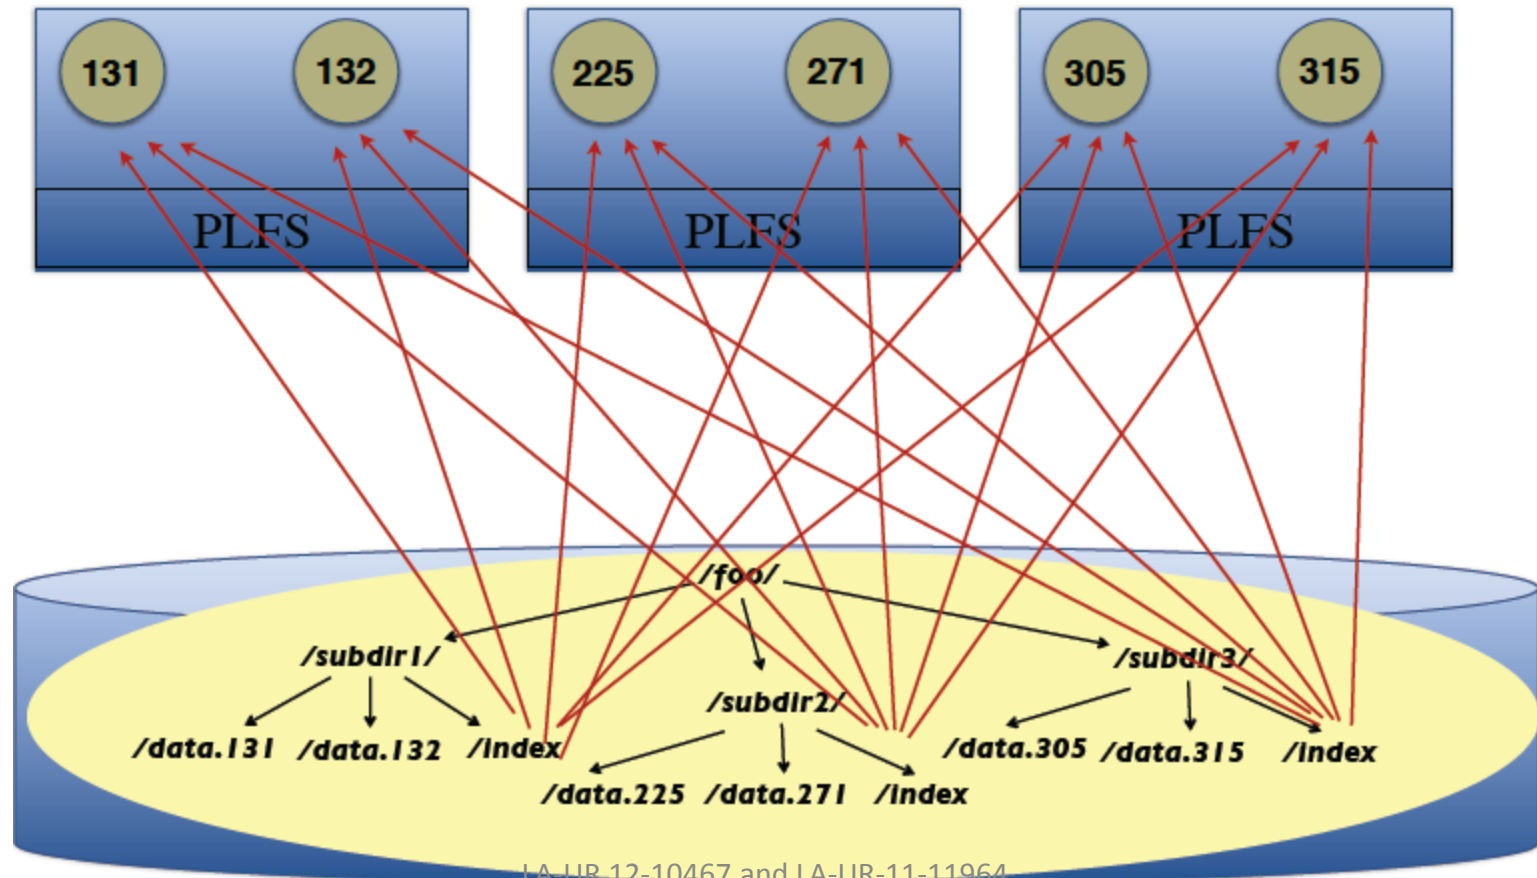 131 132 225 271 305 315
PLFS PLFS PLFS
/foo/
/subdir1/ /subdir3/
/subdir2/
/data.131 /data.132 /index /data.305 /data.315 /index
/data.225 /data.271 /index
LA-UR 12-10467 and LA-UR-11-11964